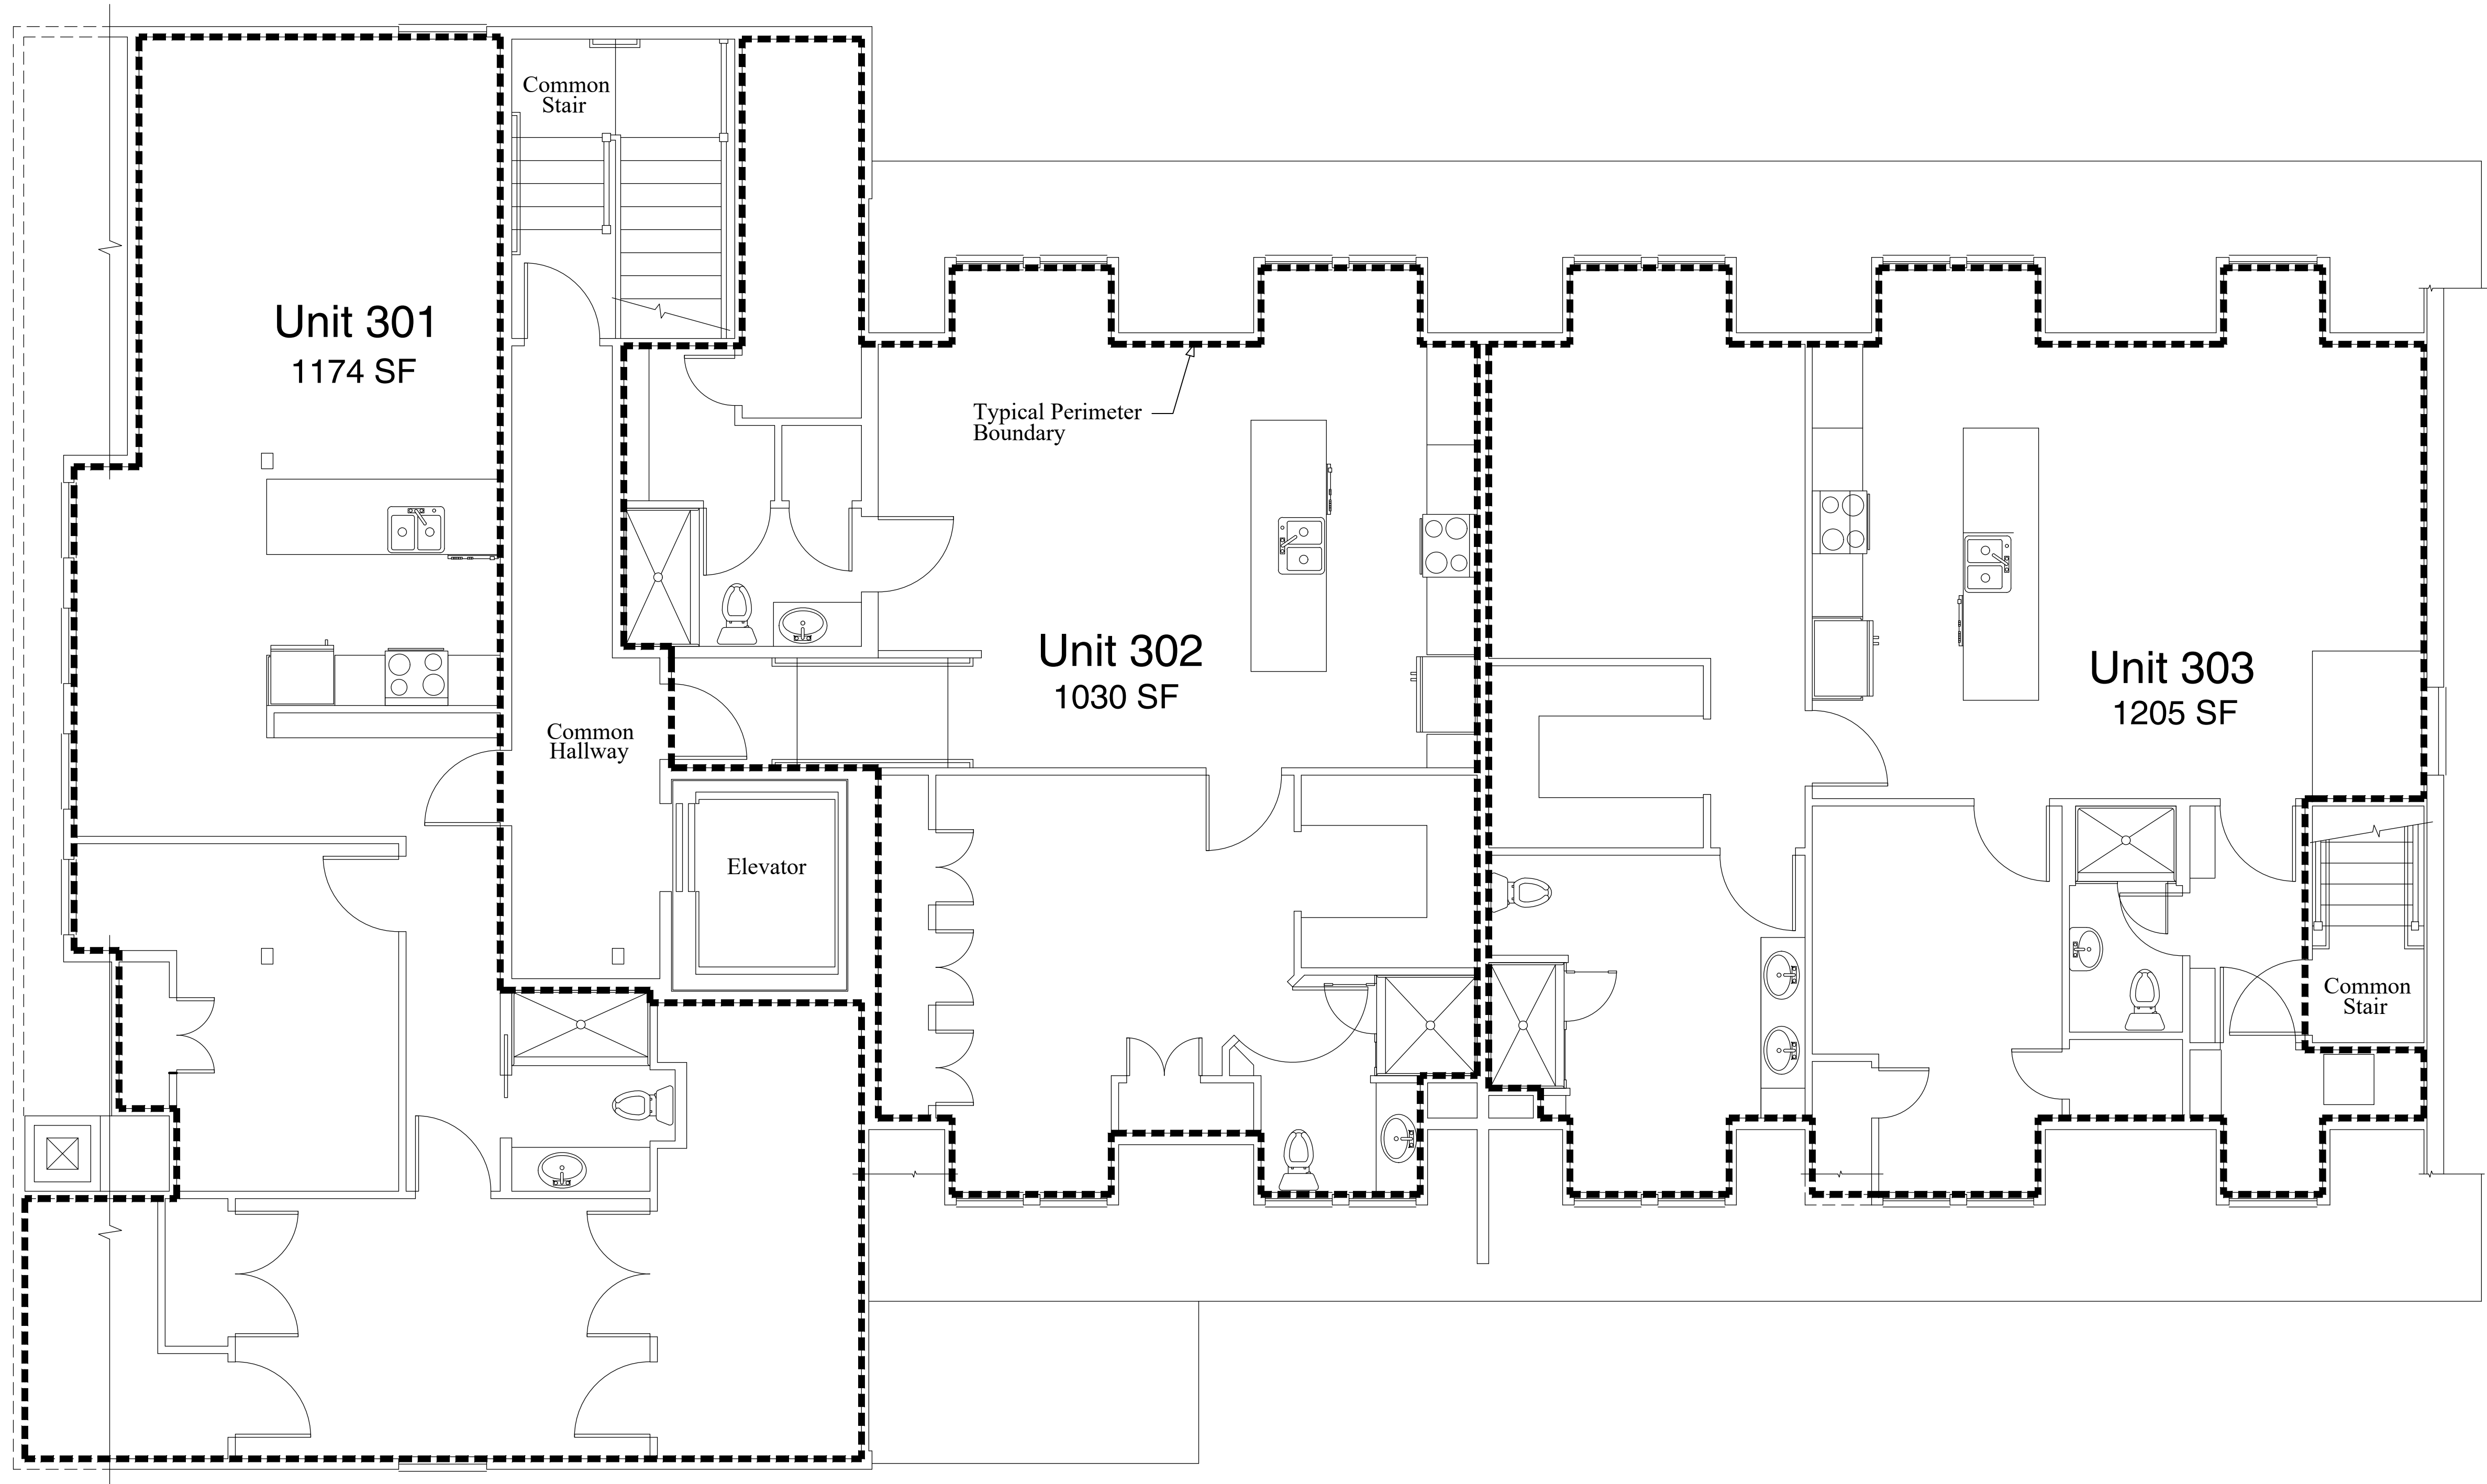 Common
Stair
Unit 301
1174 SF
Typical Perimeter
Boundary
Unit 302
1030 SF
Unit 303
1205 SF
Common
Hallway
Elevator
Common
Stair